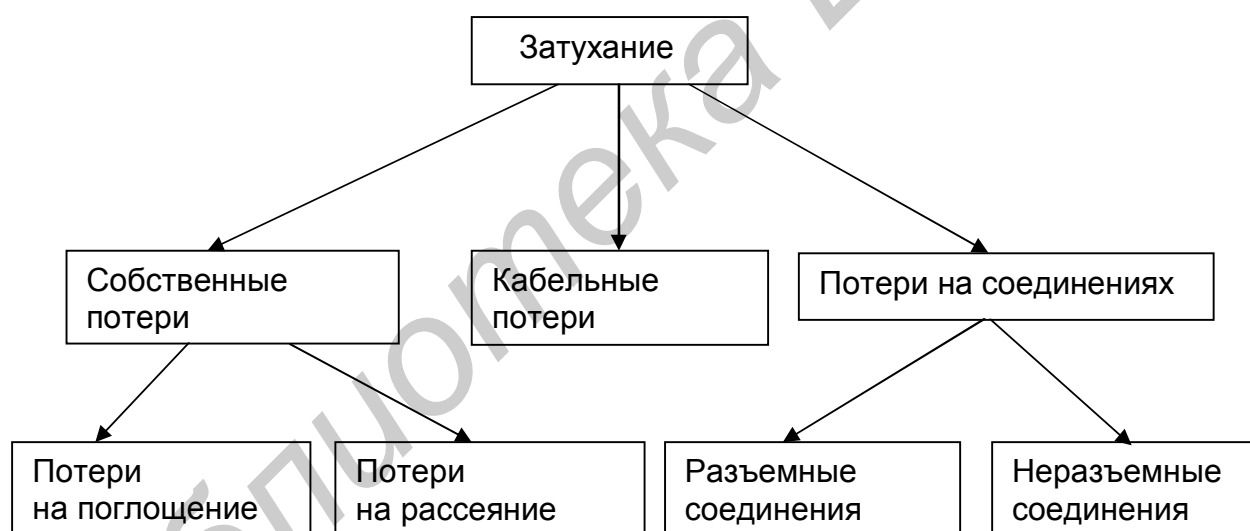 Затухание
Собственные
потери
Кабельные
потери
Потери на соединениях
Потери
на поглощение
Потери
на рассеяние
Разъемные
соединения
Неразъемные
соединения